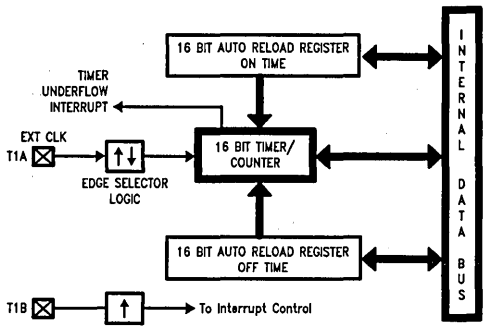 16 BIT AUTO RELOAD REGISTER
ON TIME
TIMER
UNDERFLOW
INTERRUPT
EXT CLK
T1A
EDGE SELECTOR
LOGIC
16 BIT TIMER/
COUNTER
16 BIT AUTO RELOAD REGISTER
OFF TIME
T1B
To Interrupt Control
INTERNAL DATA BUS